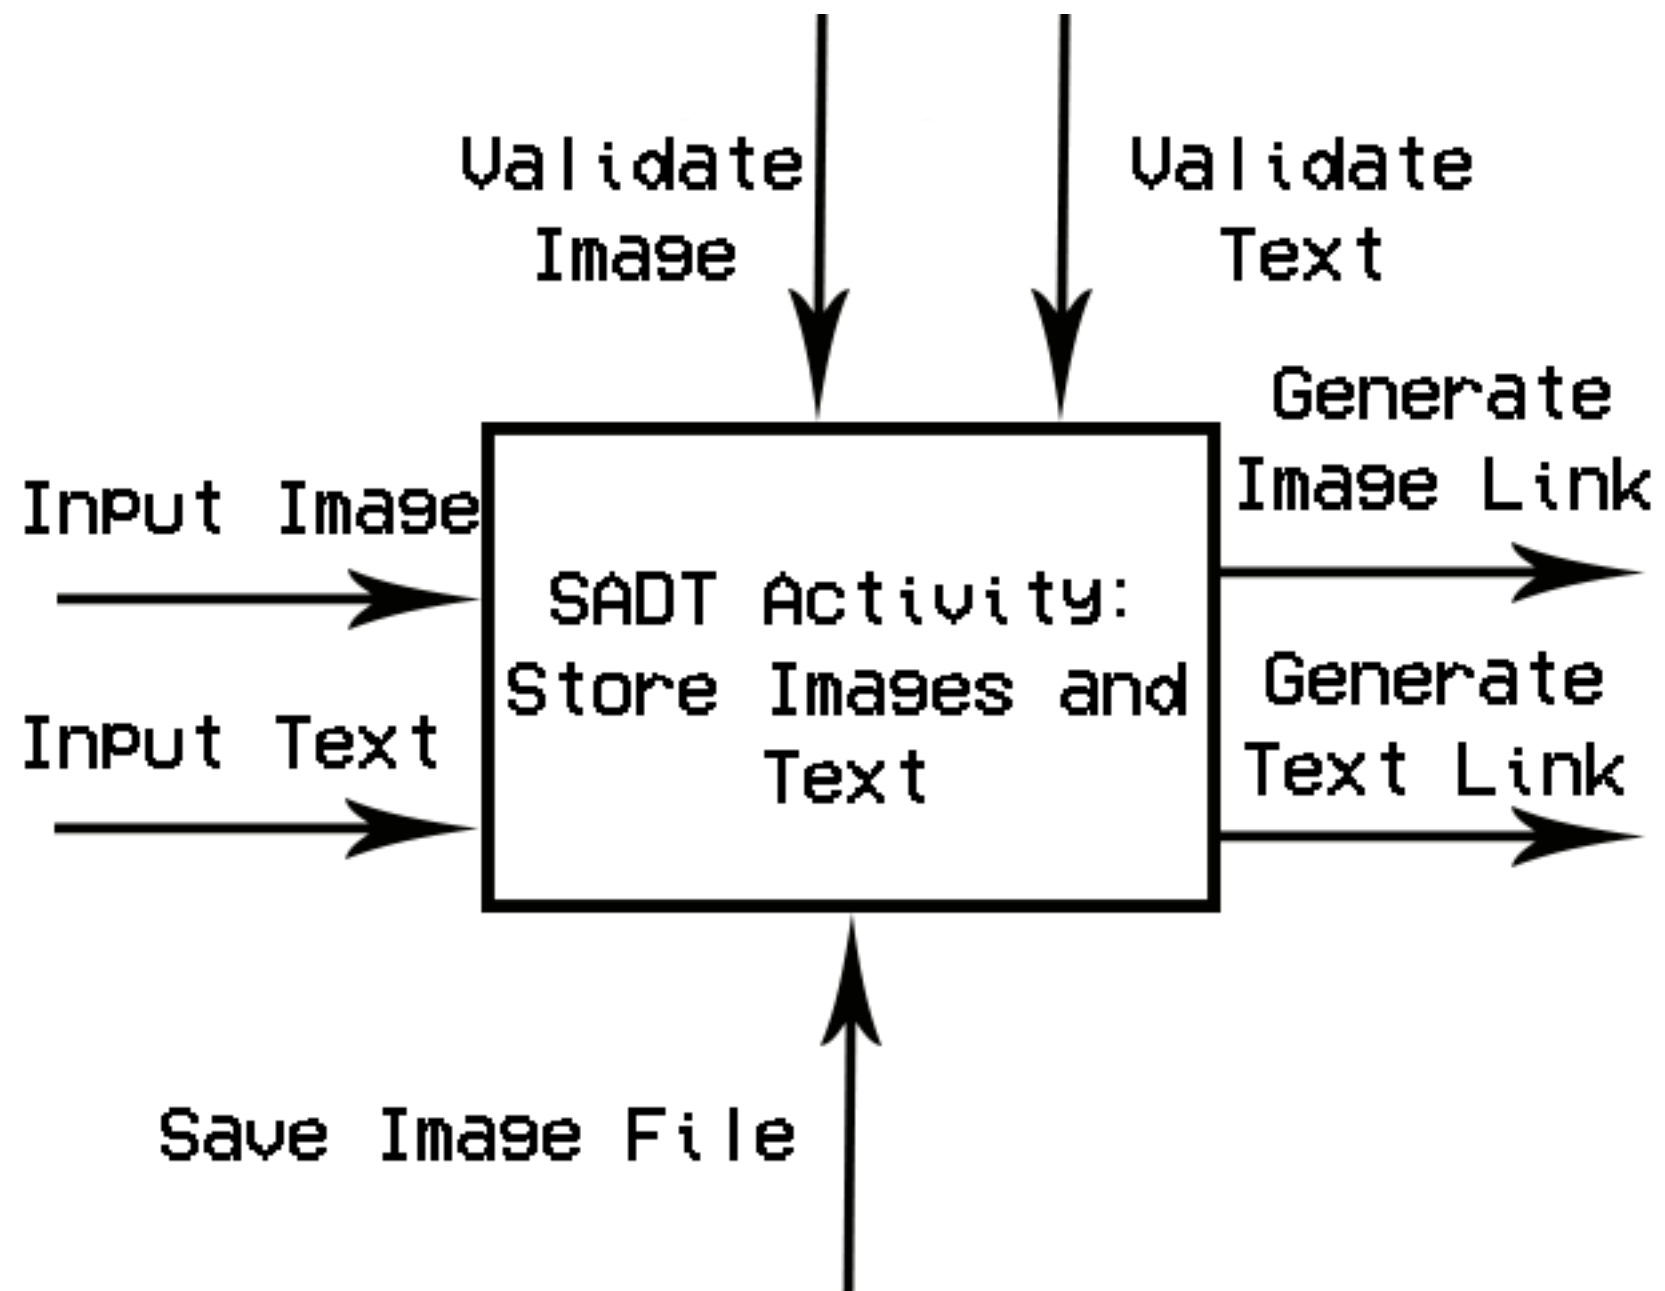 Validate
Image
Validate
Text
Generate
Image Link
Input Image
SADT Activity:
Store Images and
Text
Input Text
Generate
Text Link
Save Image File